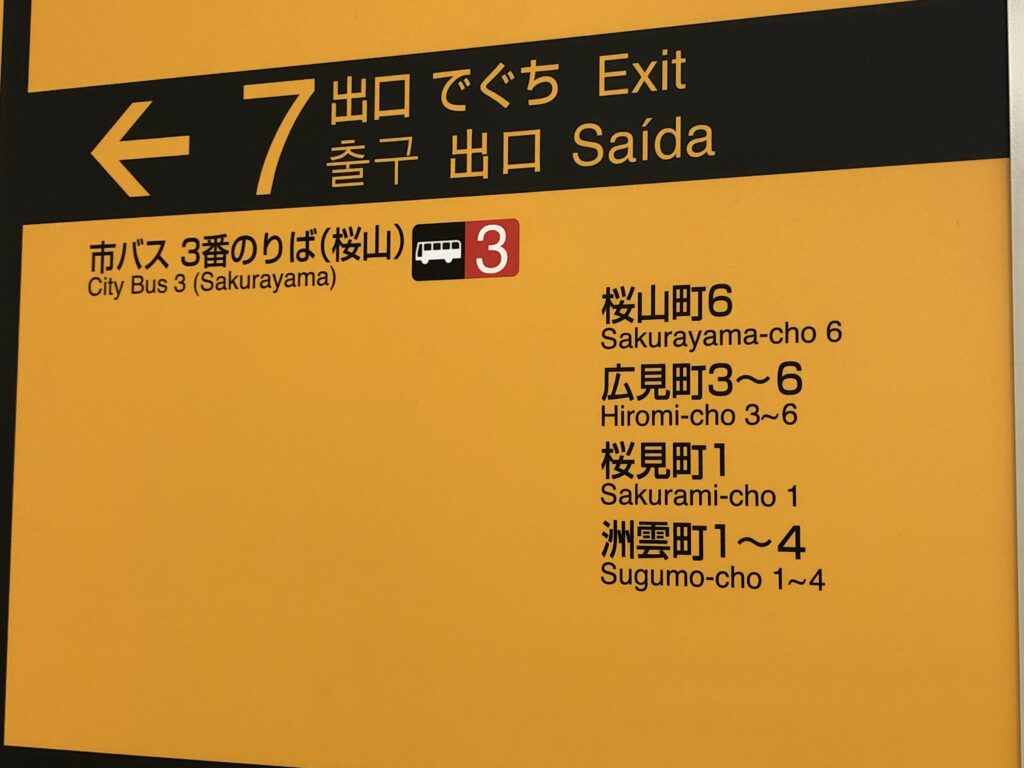 ← 7 出口 でぐち Exit
출구 出口 Saída
市バス 3番のりば(桜山) 3
City Bus 3 (Sakurayama)
桜山町6
Sakurayama-cho 6
広見町3〜6
Hiromi-cho 3~6
桜見町1
Sakurami-cho 1
洲雲町1〜4
Sugumo-cho 1~4